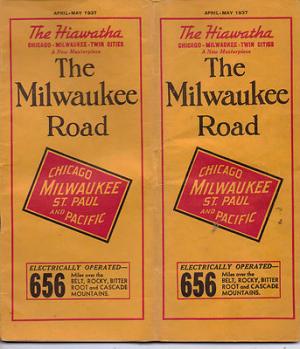 APRIL-MAY 1937
The Hiawatha
CHICAGO-MILWAUKEE-TWIN CITIES
A New Masterpiece
The
Milwaukee
Road
CHICAGO
MILWAUKEE
ST. PAUL
AND PACIFIC
ELECTRICALLY OPERATED—
656 Miles over the
BELT, ROCKY, BITTER
ROOT and CASCADE
MOUNTAINS.
APRIL-MAY 1937
The Hiawatha
CHICAGO-MILWAUKEE-TWIN CITIES
A New Masterpiece
The
Milwaukee
Road
CHICAGO
MILWAUKEE
ST. PAUL
AND PACIFIC
ELECTRICALLY OPERATED—
656 Miles over the
BELT, ROCKY, BITTER
ROOT and CASCADE
MOUNTAINS.